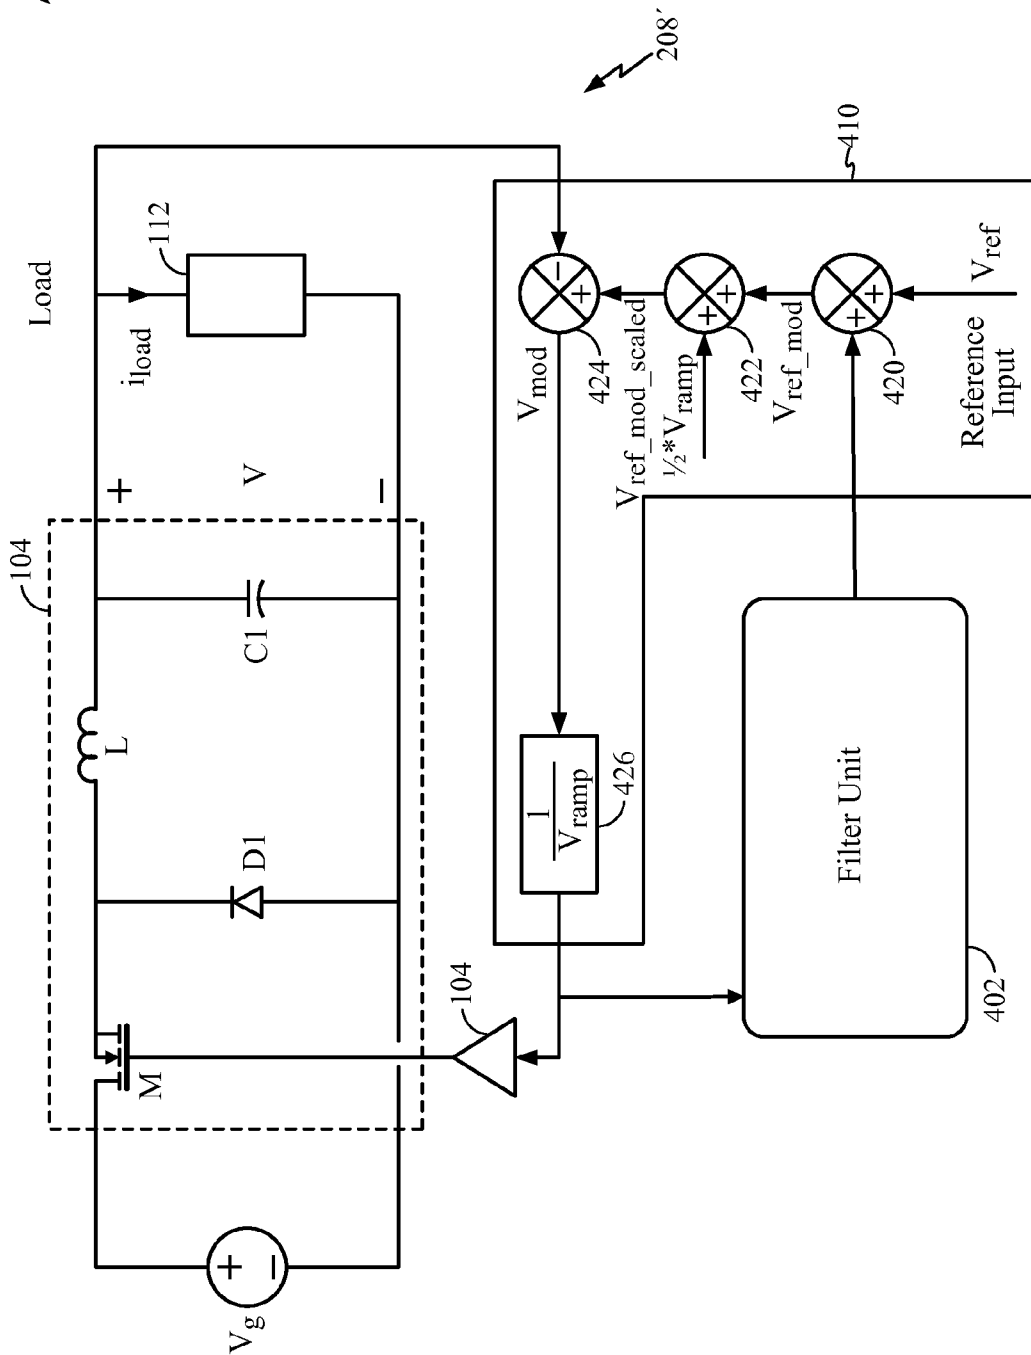 104
Load
112
i_load
+
V
−
L
C1
D1
M
+
−
Vg
104
208´
410
−
+
424
V_mod
V_ref_mod_scaled
½*V_ramp
+
+
422
V_ref_mod
+
+
420
V_ref
Reference
Input
1
V_ramp
426
Filter Unit
402